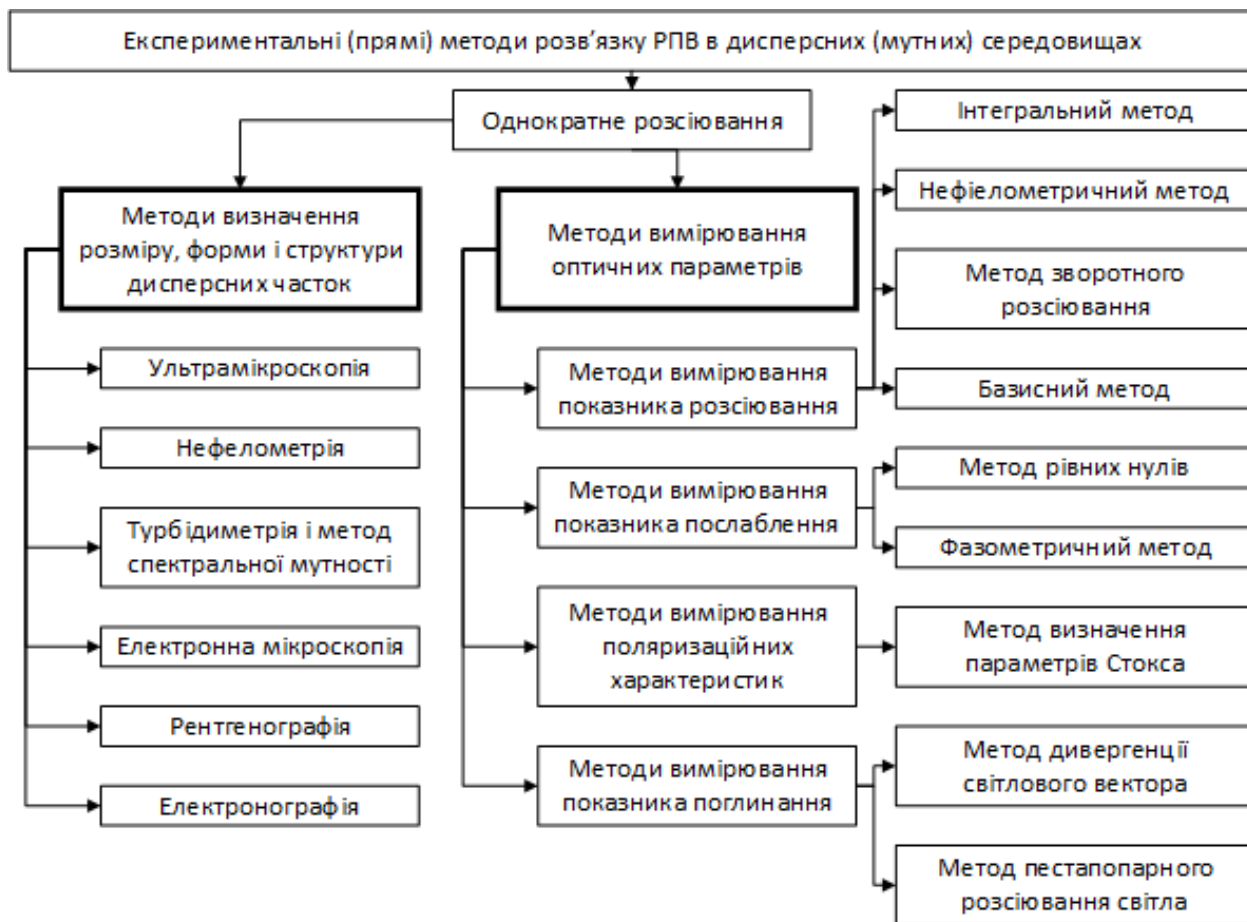 Експериментальні (прямі) методи розв'язку РПВ в дисперсних (мутних) середовищах
Однократне розсіювання
Методи визначення
розміру, форми і структури
дисперсних часток
Ультрамікроскопія
Нефелометрія
Турбідиметрія і метод
спектральної мутності
Електронна мікроскопія
Рентгенографія
Електронографія
Методи вимірювання
оптичних параметрів
Методи вимірювання
показника розсіювання
Методи вимірювання
показника послаблення
Методи вимірювання
поляризаційних
характеристик
Методи вимірювання
показника поглинання
Інтегральний метод
Нефіелометричний метод
Метод зворотного
розсіювання
Базисний метод
Метод рівних нулів
Фазометричний метод
Метод визначення
параметрів Стокса
Метод дивергенції
світлового вектора
Метод пестапопарного
розсіювання світла